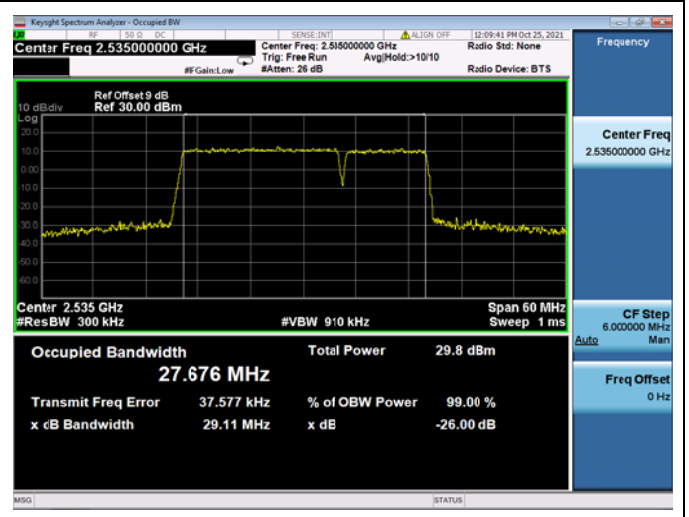 Keysight Spectrum Analyzer - Occupied BW
RF 50 Ω DC SENSE:INT ALIGN OFF 12:09:41 PM Oct 25, 2021
Center Freq 2.535000000 GHz
Center Freq: 2.535000000 GHz
Radio Std: None
Trig: Free Run Avg|Hold:>10/10
#IFGain:Low #Atten: 26 dB Radio Device: BTS
Frequency
Ref Offset 9 dB
10 dB/div Ref 30.00 dBm
Log
20.0
10.0
0.00
-10.0
-20.0
-30.0
-40.0
-50.0
-60.0
Center 2.535 GHz Span 60 MHz
#Res BW 300 kHz #VBW 910 kHz Sweep 1 ms
Occupied Bandwidth Total Power 29.8 dBm
27.676 MHz
Transmit Freq Error 37.577 kHz % of OBW Power 99.00 %
x dB Bandwidth 29.11 MHz x dB -26.00 dB
Center Freq
2.535000000 GHz
CF Step
6.000000 MHz
Auto Man
Freq Offset
0 Hz
MSG STATUS